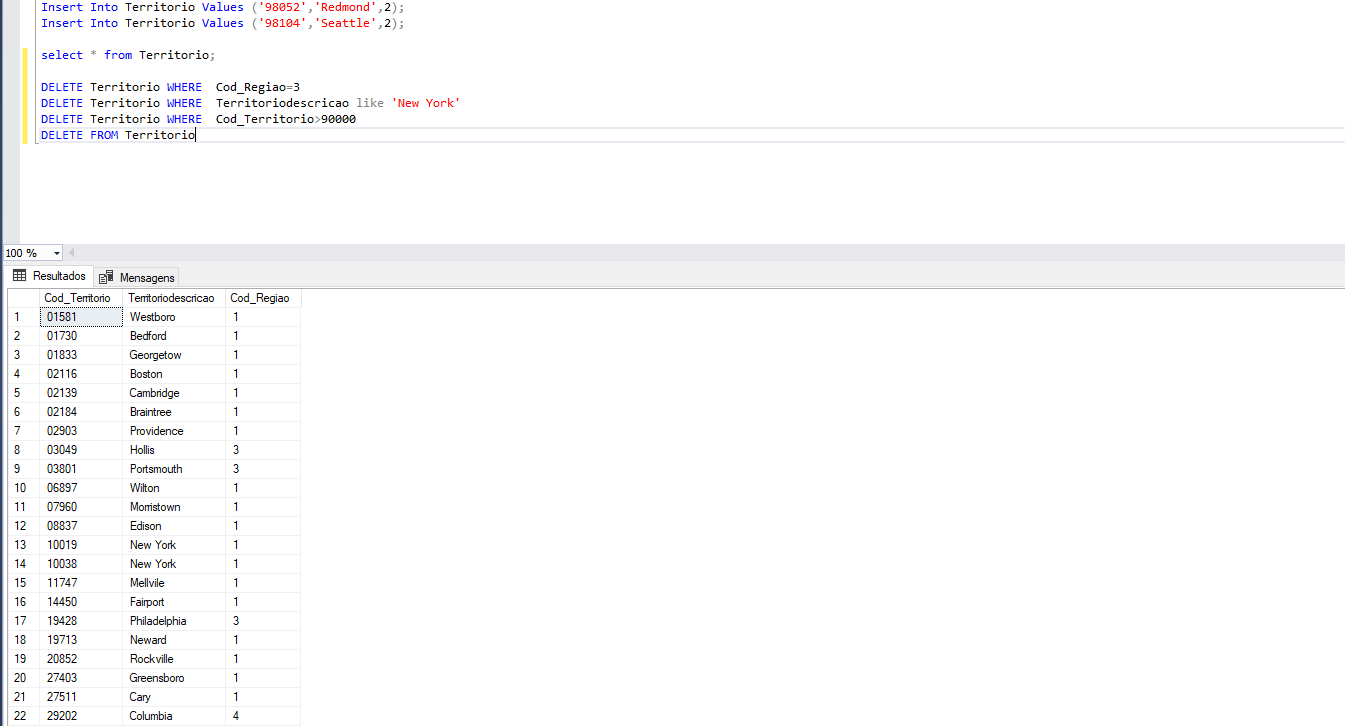 Insert Into Territorio Values ('98052','Redmond',2);
Insert Into Territorio Values ('98104','Seattle',2);
select * from Territorio;
DELETE Territorio WHERE  Cod_Regiao=3
DELETE Territorio WHERE  Territoriodescricao like 'New York'
DELETE Territorio WHERE  Cod_Territorio>90000
DELETE FROM Territorio
100 %
Resultados Mensagens
Cod_Territorio Territoriodescricao Cod_Regiao
1 01581 Westboro 1
2 01730 Bedford 1
3 01833 Georgetow 1
4 02116 Boston 1
5 02139 Cambridge 1
6 02184 Braintree 1
7 02903 Providence 1
8 03049 Hollis 3
9 03801 Portsmouth 3
10 06897 Wilton 1
11 07960 Morristown 1
12 08837 Edison 1
13 10019 New York 1
14 10038 New York 1
15 11747 Mellvile 1
16 14450 Fairport 1
17 19428 Philadelphia 3
18 19713 Neward 1
19 20852 Rockville 1
20 27403 Greensboro 1
21 27511 Cary 1
22 29202 Columbia 4